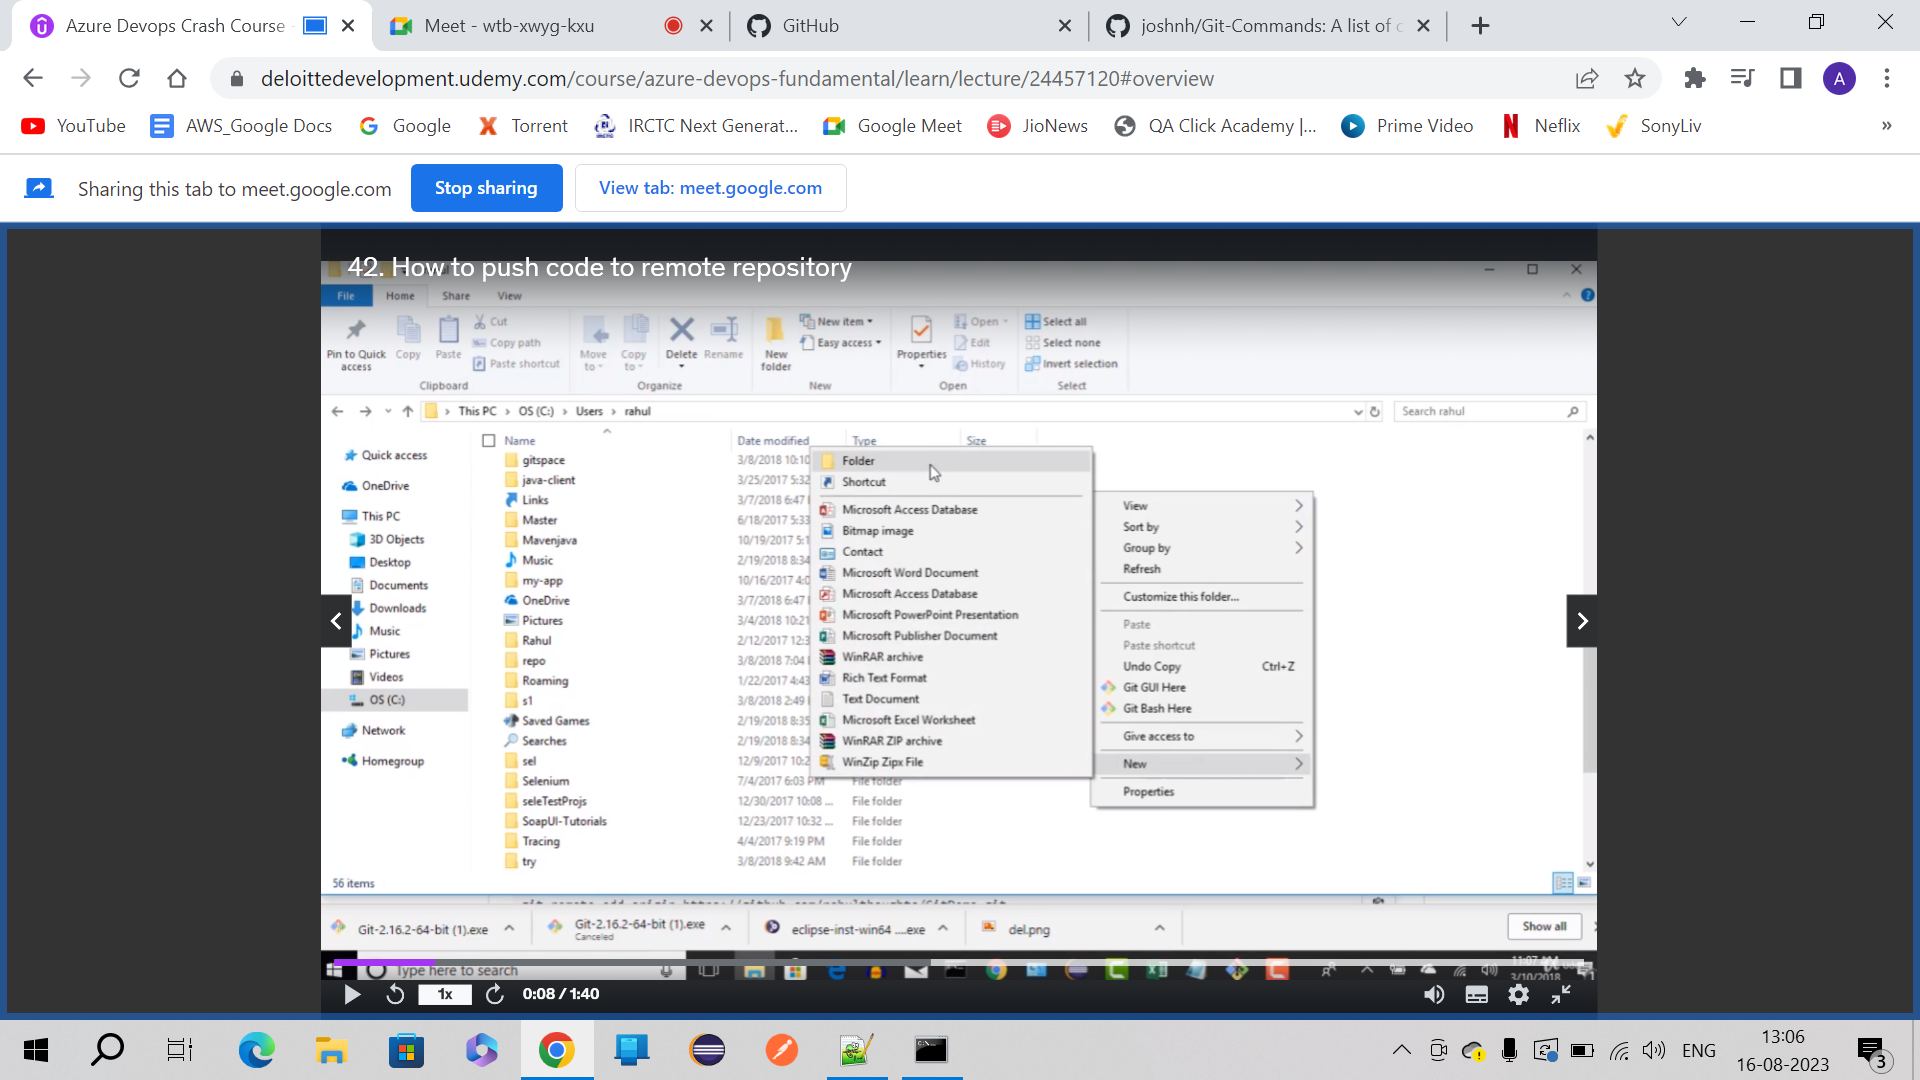 Azure Devops Crash Course
Meet - wtb-xwyg-kxu
GitHub
joshnh/Git-Commands: A list of c
deloittedevelopment.udemy.com/course/azure-devops-fundamental/learn/lecture/24457120#overview
A
YouTube
AWS_Google Docs
Google
Torrent
IRCTC Next Generat...
Google Meet
JioNews
QA Click Academy |...
Prime Video
Neflix
SonyLiv
»
Sharing this tab to meet.google.com
Stop sharing
View tab: meet.google.com
42. How to push code to remote repository
File
Home
Share
View
Pin to Quick access
Copy
Paste
Cut
Copy path
Paste shortcut
Clipboard
Move to
Copy to
Delete
Rename
Organize
New folder
New item
Easy access
New
Properties
Open
Edit
History
Open
Select all
Select none
Invert selection
Select
This PC > OS (C:) > Users > rahul
Search rahul
Quick access
OneDrive
This PC
3D Objects
Desktop
Documents
Downloads
Music
Pictures
Videos
OS (C:)
Network
Homegroup
Name
Date modified
Type
Size
gitspace 3/8/2018 10:10
java-client 3/25/2017 5:32
Links 3/7/2018 6:47
Master 6/18/2017 5:33
Mavenjava 10/19/2017 5:1
Music 2/19/2018 8:34
my-app 10/16/2017 4:0
OneDrive 3/7/2018 6:47
Pictures 3/4/2018 10:21
Rahul 2/12/2017 12:3
repo 3/8/2018 7:04
Roaming 1/22/2017 4:43
s1 3/8/2018 2:49
Saved Games 2/19/2018 8:35
Searches 2/19/2018 8:34
sel 12/9/2017 10:2
Selenium 7/4/2017 6:03 PM File folder
seleTestProjs 12/30/2017 10:08 ... File folder
SoapUI-Tutorials 12/23/2017 10:32 ... File folder
Tracing 4/4/2017 9:19 PM File folder
try 3/8/2018 9:42 AM File folder
Folder
Shortcut
Microsoft Access Database
Bitmap image
Contact
Microsoft Word Document
Microsoft Access Database
Microsoft PowerPoint Presentation
Microsoft Publisher Document
WinRAR archive
Rich Text Format
Text Document
Microsoft Excel Worksheet
WinRAR ZIP archive
WinZip Zipx File
View
Sort by
Group by
Refresh
Customize this folder...
Paste
Paste shortcut
Undo Copy Ctrl+Z
Git GUI Here
Git Bash Here
Give access to
New
Properties
56 items
Git-2.16.2-64-bit (1).exe
Git-2.16.2-64-bit (1).exe
Canceled
eclipse-inst-win64 ....exe
del.png
Show all
Type here to search
3/10/2018
1x
0:08 / 1:40
ENG
13:06
16-08-2023
3